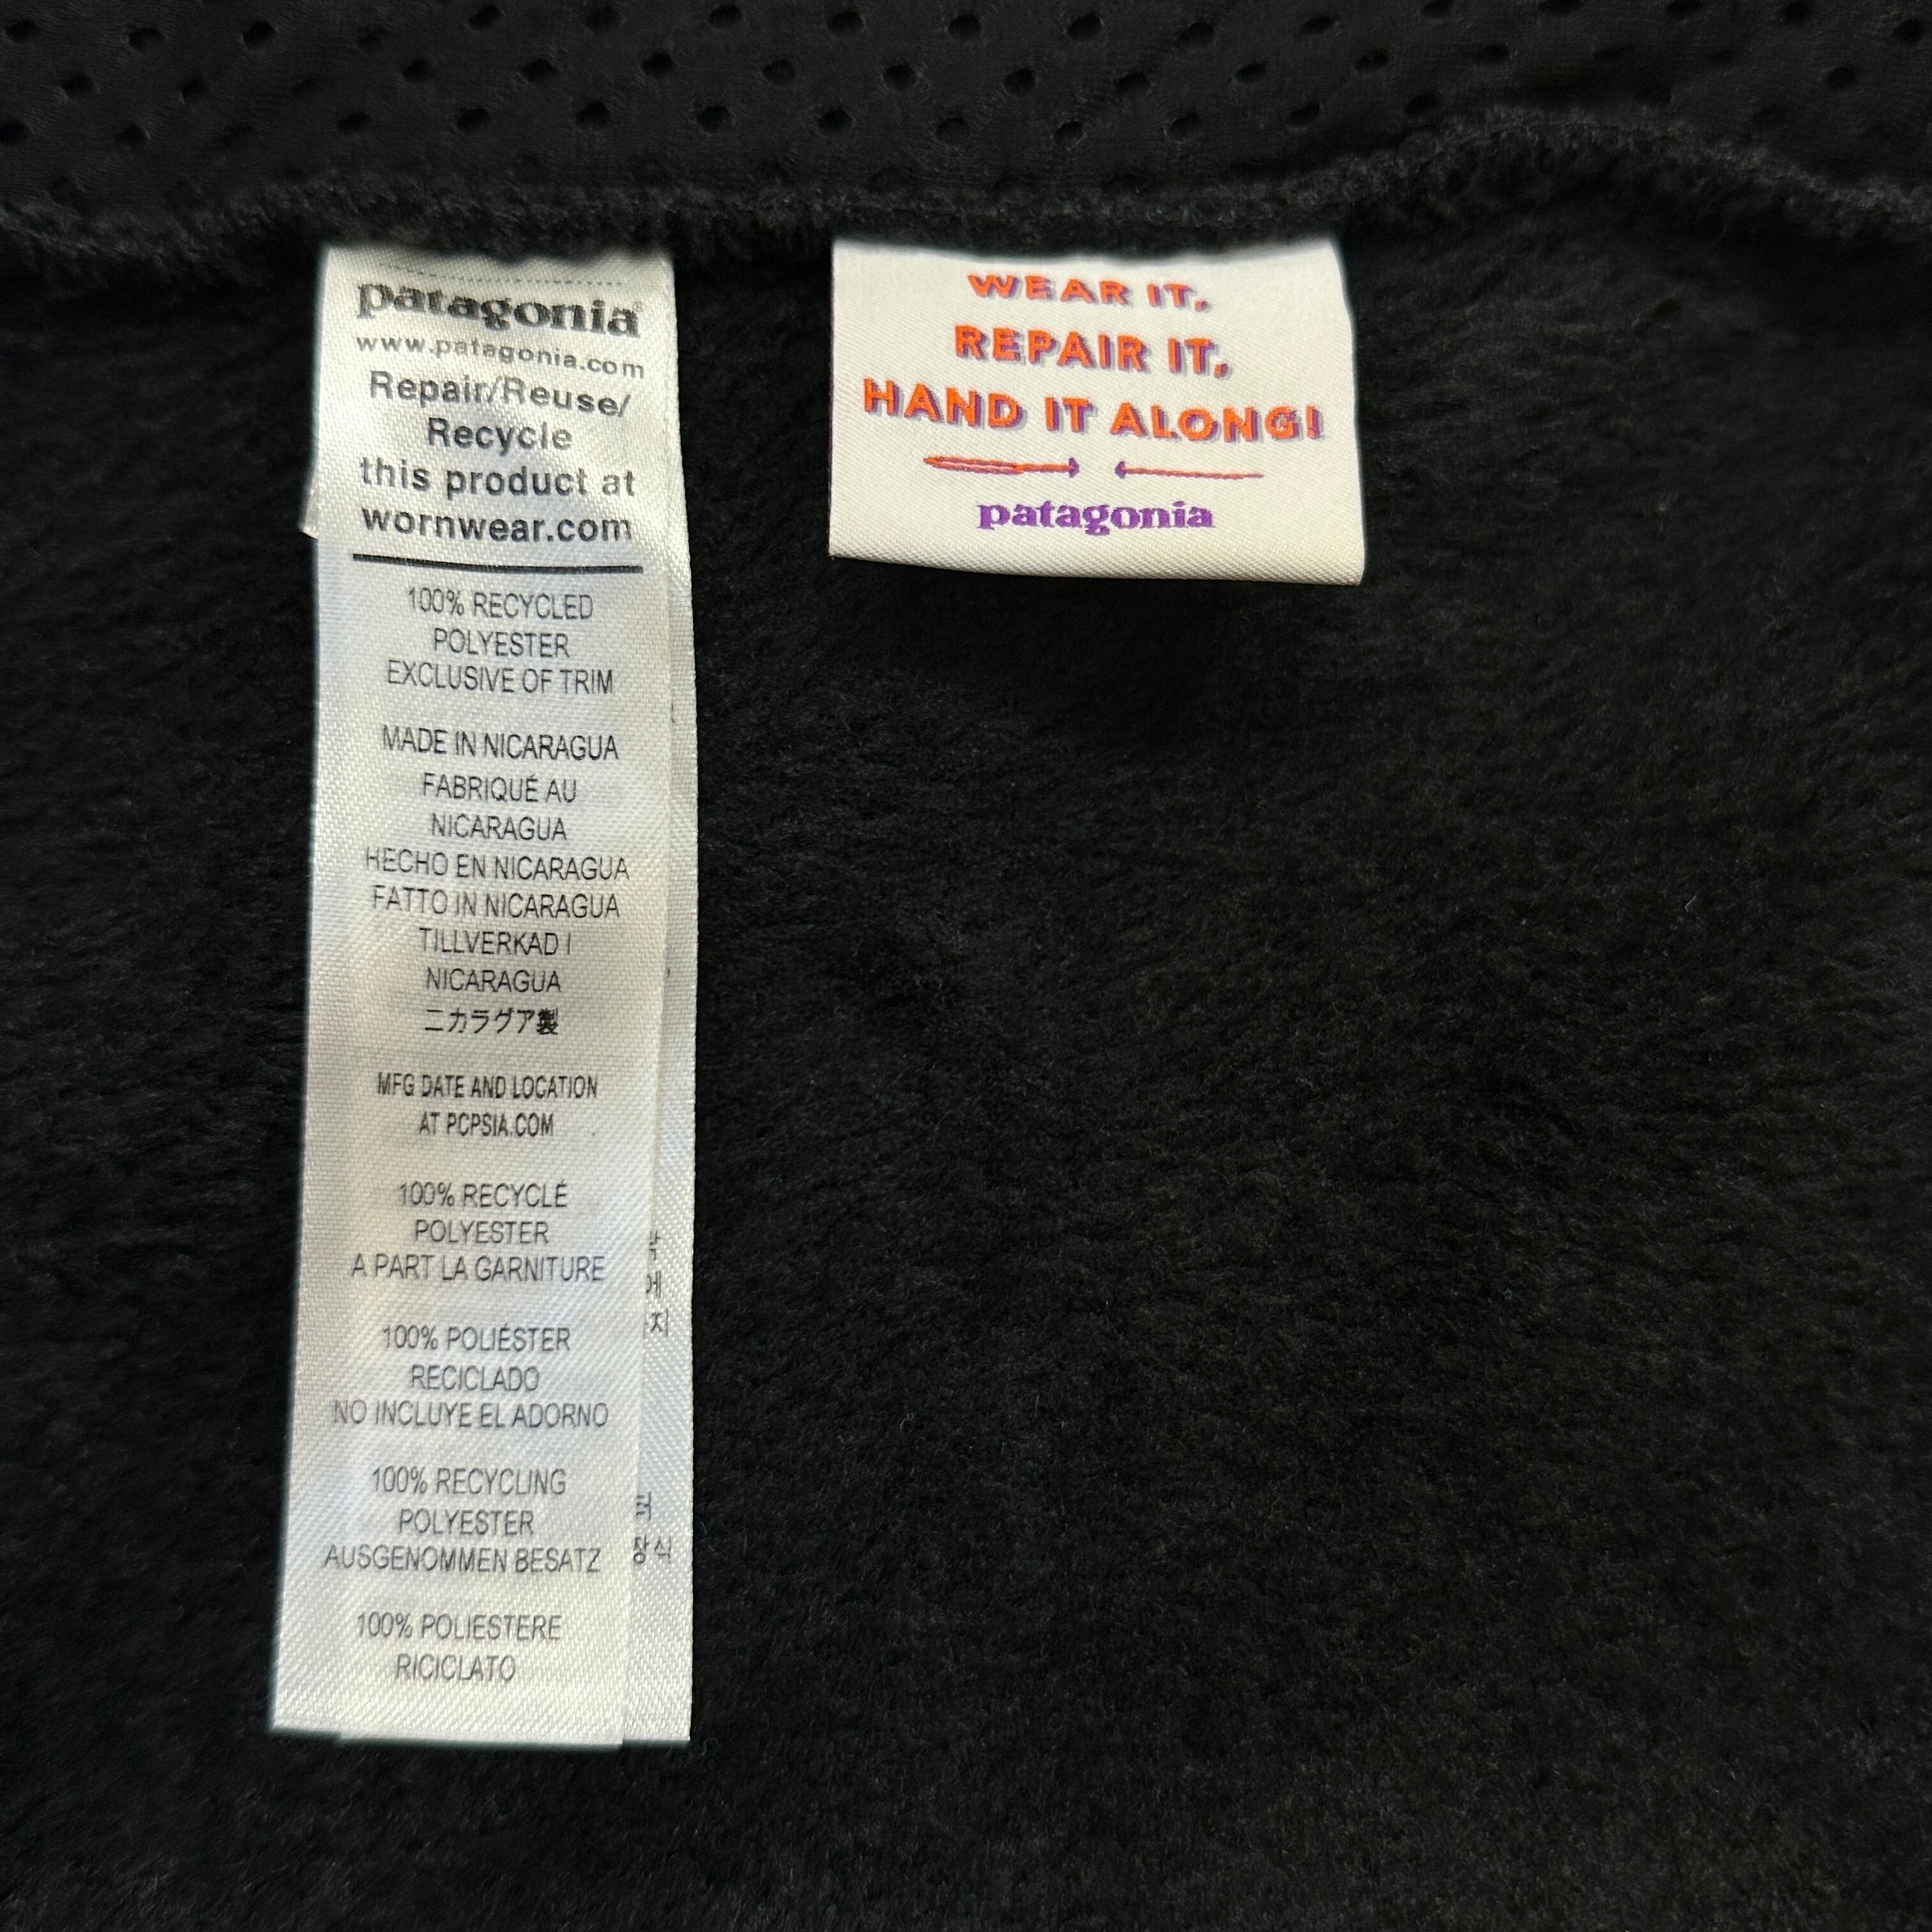 patagonia®
www.patagonia.com
Repair/Reuse/
Recycle
this product at
wornwear.com
100% RECYCLED
POLYESTER
EXCLUSIVE OF TRIM
MADE IN NICARAGUA
FABRIQUÉ AU
NICARAGUA
HECHO EN NICARAGUA
FATTO IN NICARAGUA
TILLVERKAD I
NICARAGUA
ニカラグア製
MFG DATE AND LOCATION
AT PCPSIA.COM
100% RECYCLÉ
POLYESTER
A PART LA GARNITURE
100% POLIÉSTER
RECICLADO
NO INCLUYE EL ADORNO
100% RECYCLING
POLYESTER
AUSGENOMMEN BESATZ
100% POLIESTERE
RICICLATO
장식
WEAR IT,
REPAIR IT,
HAND IT ALONG!
patagonia